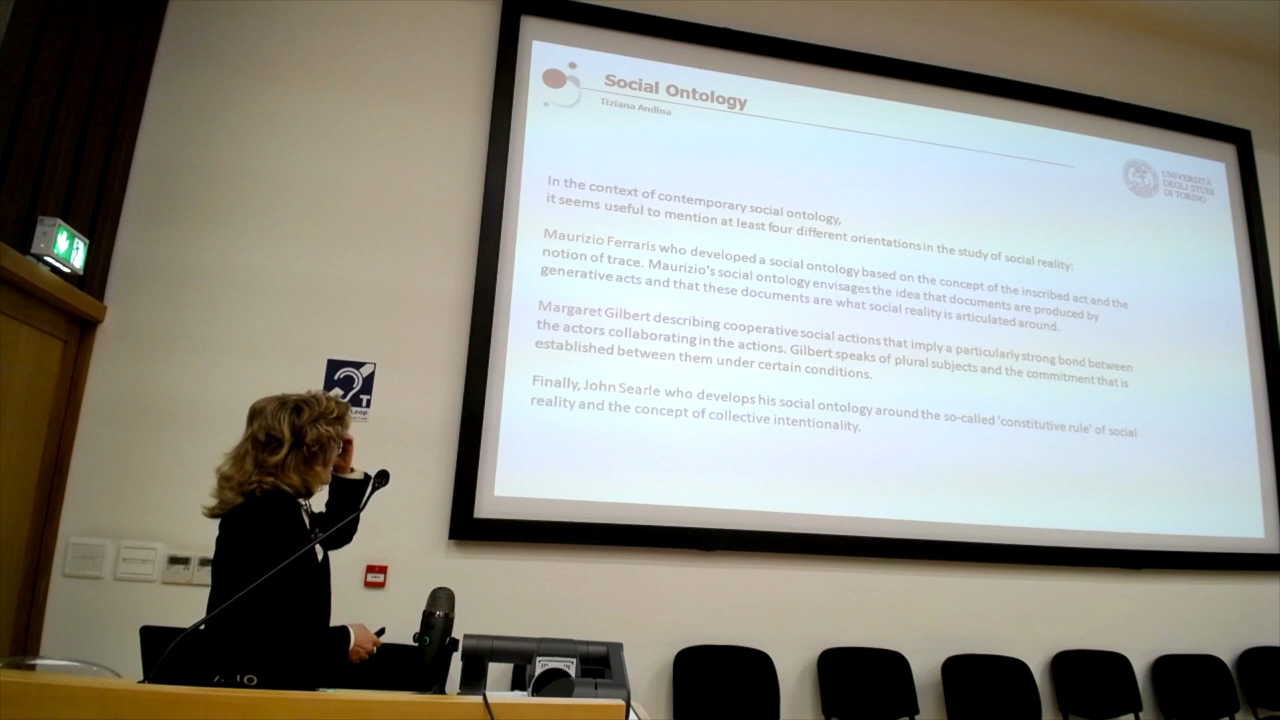 Social Ontology
Tiziana Andina
UNIVERSITÀ
DEGLI STUDI
DI TORINO
In the context of contemporary social ontology,
it seems useful to mention at least four different orientations in the study of social reality:
Maurizio Ferraris who developed a social ontology based on the concept of the inscribed act and the
notion of trace. Maurizio's social ontology envisages the idea that documents are produced by
generative acts and that these documents are what social reality is articulated around.
Margaret Gilbert describing cooperative social actions that imply a particularly strong bond between
the actors collaborating in the actions. Gilbert speaks of plural subjects and the commitment that is
established between them under certain conditions.
Finally, John Searle who develops his social ontology around the so-called 'constitutive rule' of social
reality and the concept of collective intentionality.
T
Loop